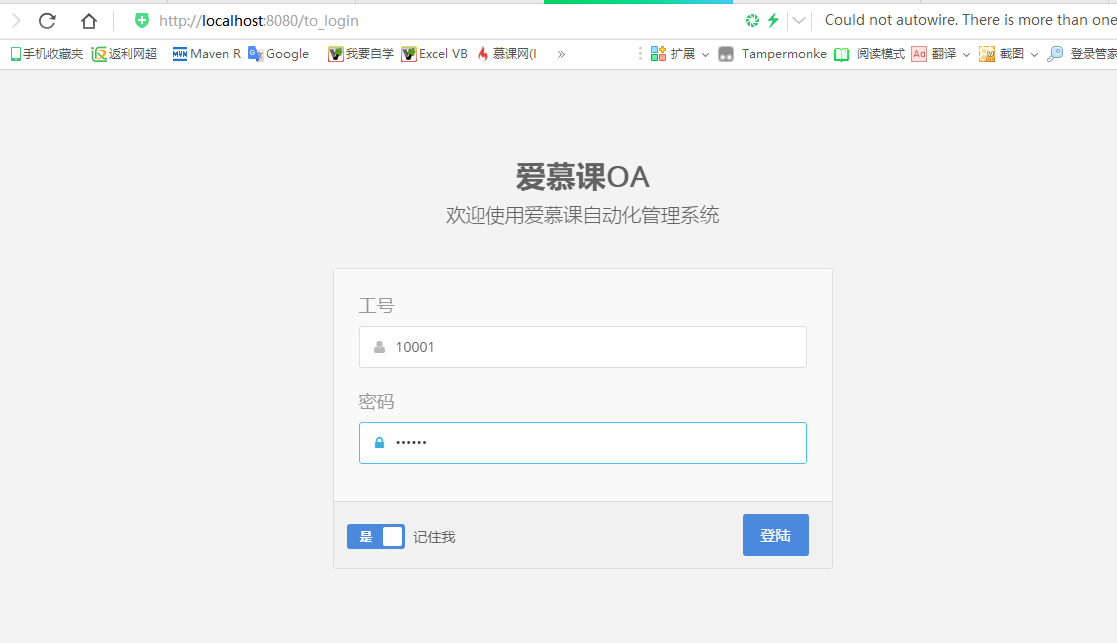 http://localhost:8080/to_login
Could not autowire. There is more than one
手机收藏夹 返利网超 Maven R Google 我要自学 Excel VB 慕课网(I » 扩展 Tampermonke 阅读模式 翻译 截图 登录管家
爱慕课OA
欢迎使用爱慕课自动化管理系统
工号
10001
密码
••••••
是 记住我
登陆